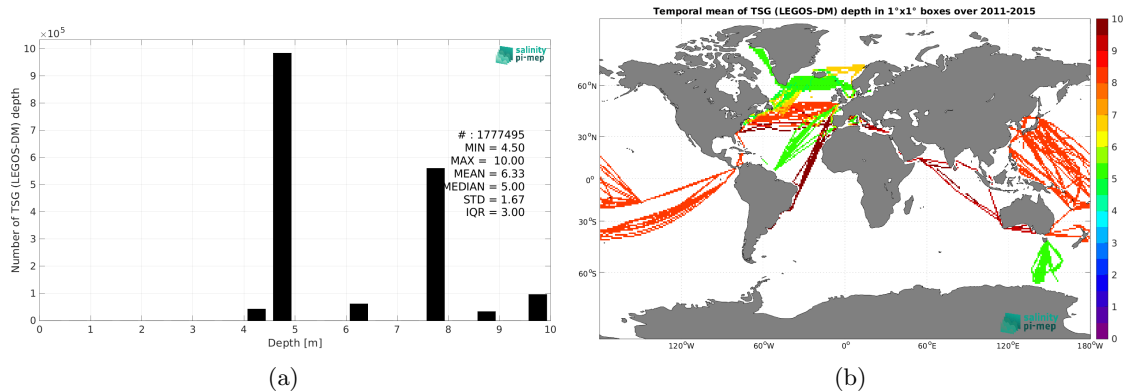 ×10⁵
10
9
8
7
6
5
4
3
2
1
0
Number of TSG (LEGOS-DM) depth
salinity
pi-mep
# : 1777495
MIN = 4.50
MAX = 10.00
MEAN = 6.33
MEDIAN = 5.00
STD = 1.67
IQR = 3.00
0 1 2 3 4 5 6 7 8 9 10
Depth [m]
(a)
Temporal mean of TSG (LEGOS-DM) depth in 1°x1° boxes over 2011-2015
60°N
30°N
0°
30°S
60°S
120°W 60°W 0° 60°E 120°E 180°W
salinity
pi-mep
10
9
8
7
6
5
4
3
2
1
0
(b)